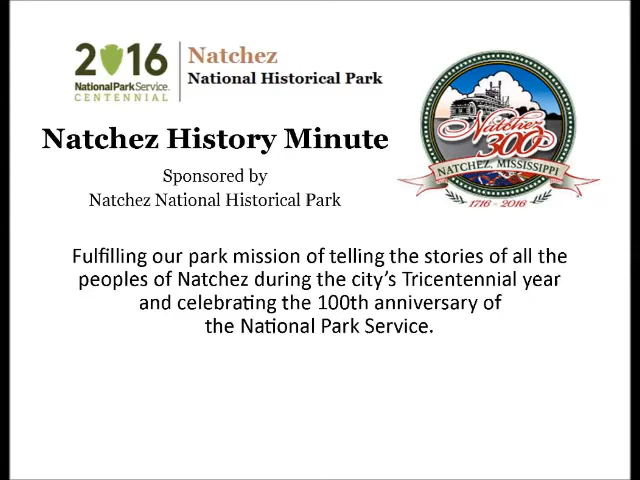 2016
National Park Service
CENTENNIAL
Natchez
National Historical Park
Natchez History Minute
Sponsored by
Natchez National Historical Park
Natchez
300
NATCHEZ, MISSISSIPPI
1716 - 2016
Fulfilling our park mission of telling the stories of all the
peoples of Natchez during the city's Tricentennial year
and celebrating the 100th anniversary of
the National Park Service.